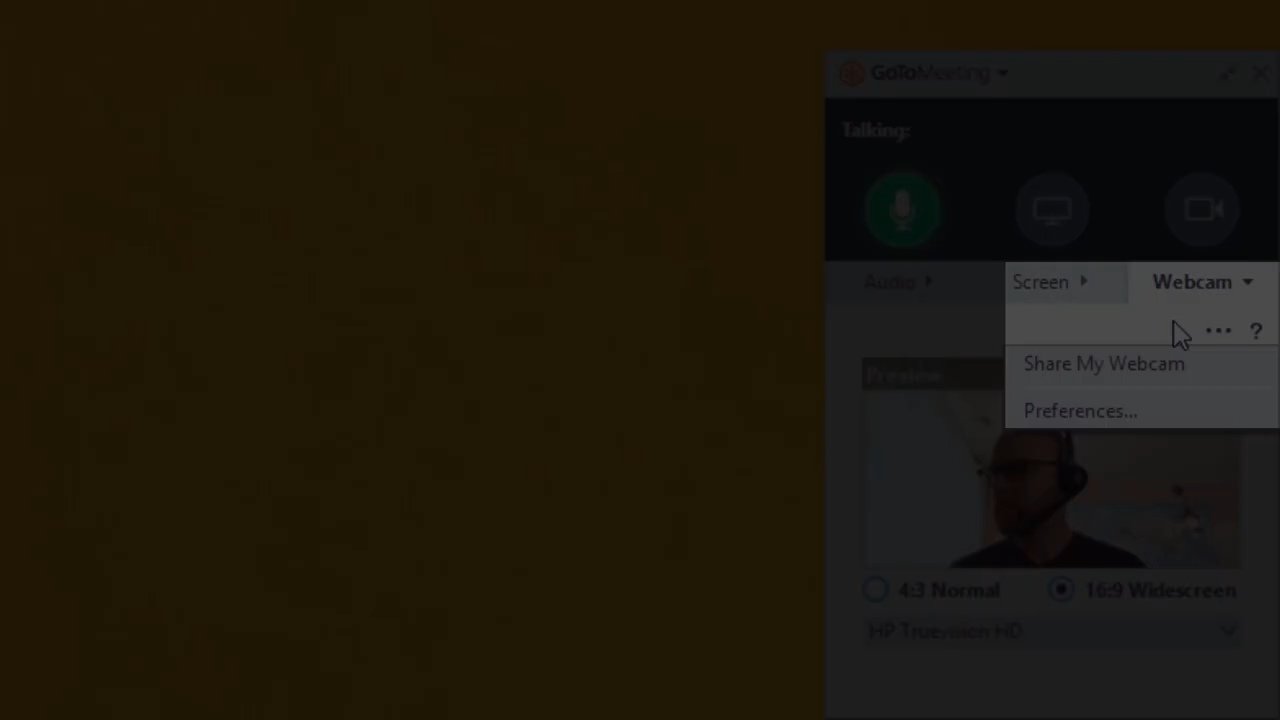 GoToMeeting
Talking:
Audio
Screen
Webcam
... ?
Share My Webcam
Preferences...
Preview
4:3 Normal
16:9 Widescreen
HP Truevision HD